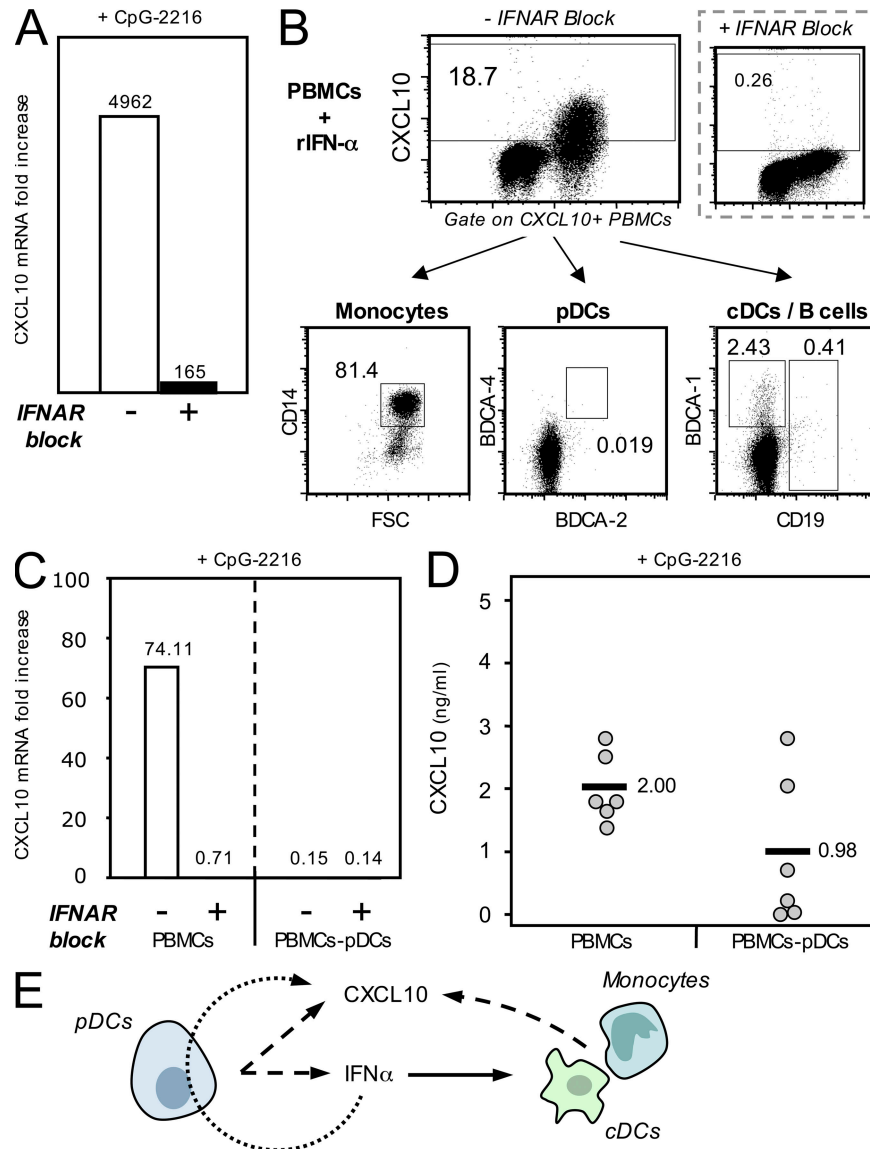 A
+ CpG-2216
CXCL10 mRNA fold increase
4962
165
IFNAR block
-
+
B
- IFNAR Block
+ IFNAR Block
PBMCs
+
rIFN-α
CXCL10
18.7
0.26
Gate on CXCL10+ PBMCs
Monocytes
pDCs
cDCs / B cells
81.4
CD14
FSC
BDCA-4
0.019
BDCA-2
2.43
0.41
BDCA-1
CD19
C
+ CpG-2216
CXCL10 mRNA fold increase
100
80
60
40
20
0
74.11
0.71
0.15
0.14
IFNAR
block
- + - +
PBMCs
PBMCs-pDCs
D
+ CpG-2216
CXCL10 (ng/ml)
5
4
3
2
1
0
2.00
0.98
PBMCs
PBMCs-pDCs
E
pDCs
CXCL10
IFNα
Monocytes
cDCs